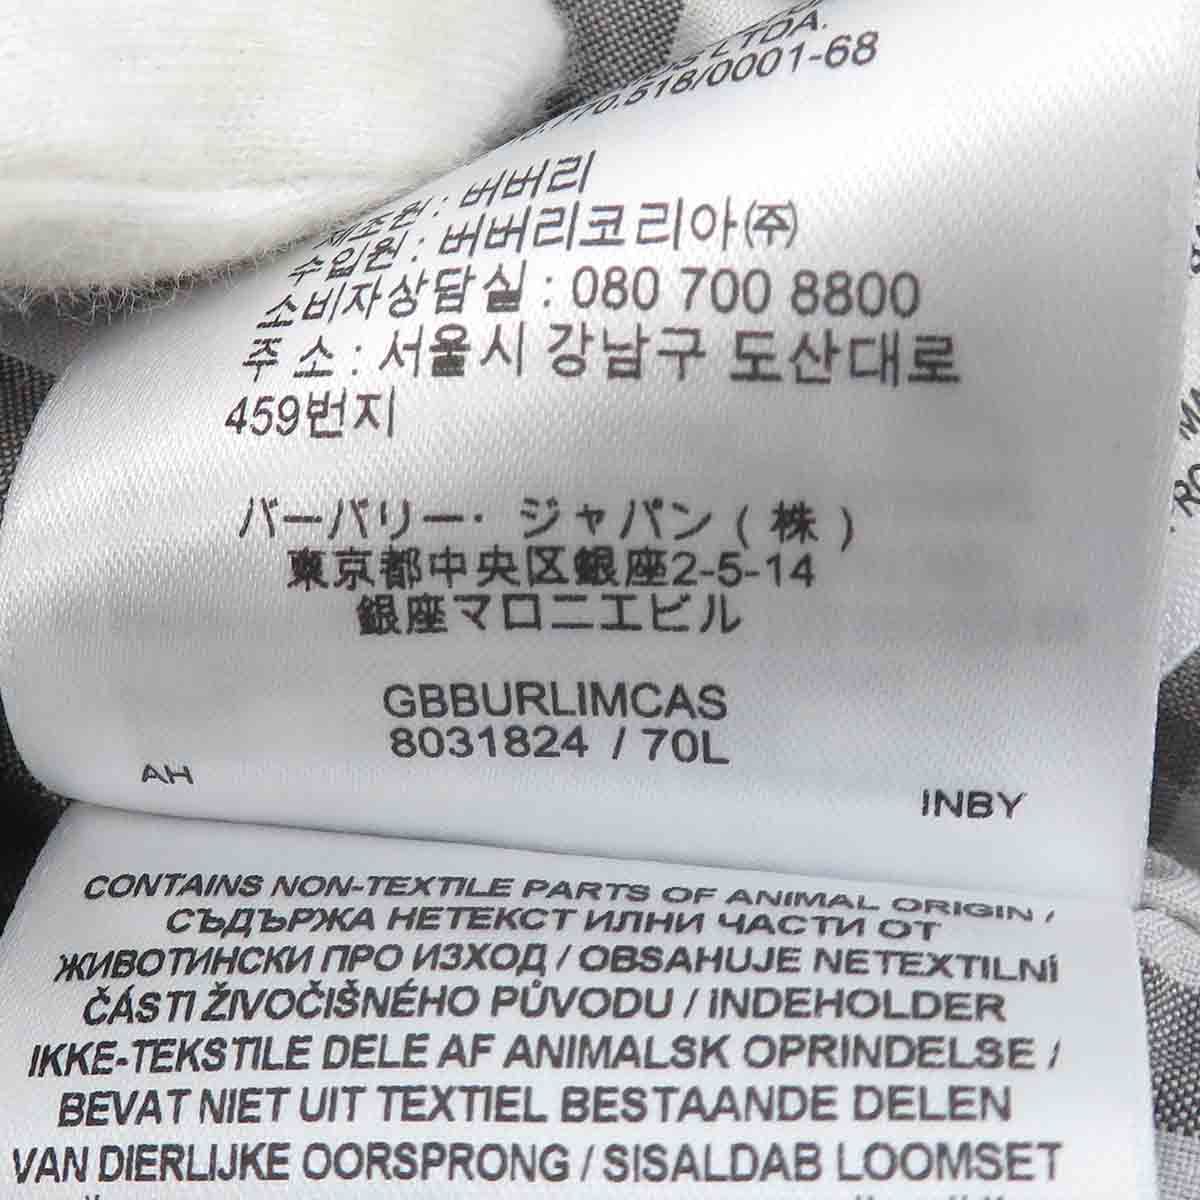 LTDA.
518/0001-68
제조원 : 버버리
수입원 : 버버리코리아(주)
소비자상담실 : 080 700 8800
주 소 : 서울시 강남구 도산대로
459번지
バーバリー・ジャパン ( 株 )
東京都中央区銀座2-5-14
銀座マロニエビル
GBBURLIMCAS
8031824 / 70L
AH
INBY
CONTAINS NON-TEXTILE PARTS OF ANIMAL ORIGIN /
СЪДЪРЖА НЕТЕКСТ ИЛНИ ЧАСТИ ОТ
ЖИВОТИНСКИ ПРО ИЗХОД / OBSAHUJE NETEXTILNÍ
ČÁSTI ŽIVOČIŠNÉHO PŮVODU / INDEHOLDER
IKKE-TEKSTILE DELE AF ANIMALSK OPRINDELSE /
BEVAT NIET UIT TEXTIEL BESTAANDE DELEN
VAN DIERLIJKE OORSPRONG / SISALDAB LOOMSET